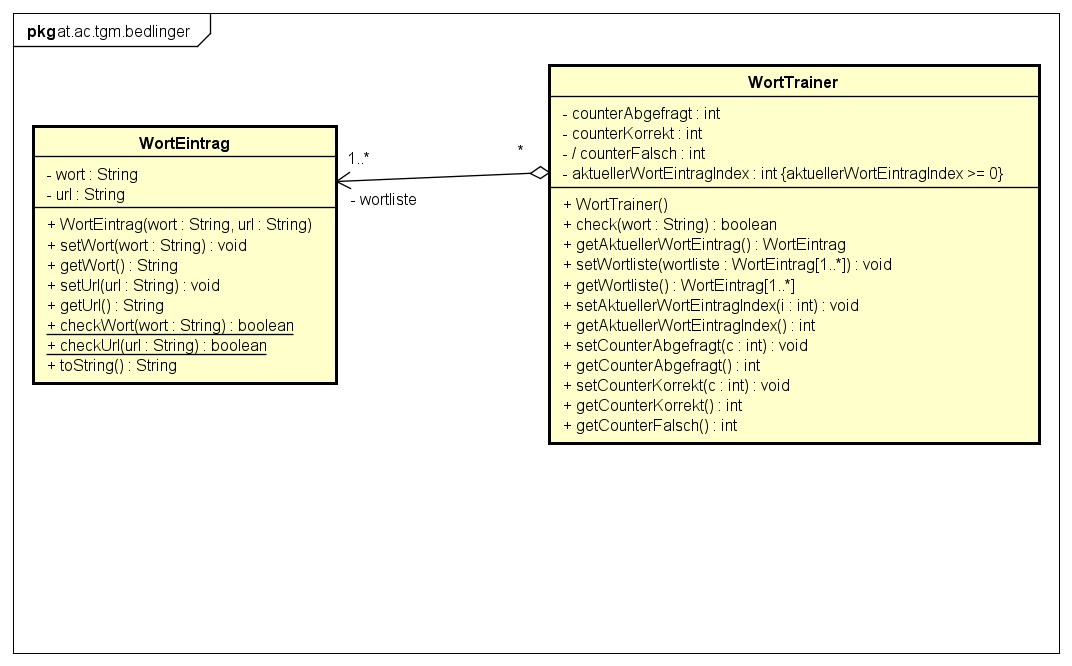 pkgat.ac.tgm.bedlinger
WortEintrag
- wort : String
- url : String
+ WortEintrag(wort : String, url : String)
+ setWort(wort : String) : void
+ getWort() : String
+ setUrl(url : String) : void
+ getUrl() : String
+ checkWort(wort : String) : boolean
+ checkUrl(url : String) : boolean
+ toString() : String
1..*
- wortliste
*
WortTrainer
- counterAbgefragt : int
- counterKorrekt : int
- / counterFalsch : int
- aktuellerWortEintragIndex : int {aktuellerWortEintragIndex >= 0}
+ WortTrainer()
+ check(wort : String) : boolean
+ getAktuellerWortEintrag() : WortEintrag
+ setWortliste(wortliste : WortEintrag[1..*]) : void
+ getWortliste() : WortEintrag[1..*]
+ setAktuellerWortEintragIndex(i : int) : void
+ getAktuellerWortEintragIndex() : int
+ setCounterAbgefragt(c : int) : void
+ getCounterAbgefragt() : int
+ setCounterKorrekt(c : int) : void
+ getCounterKorrekt() : int
+ getCounterFalsch() : int